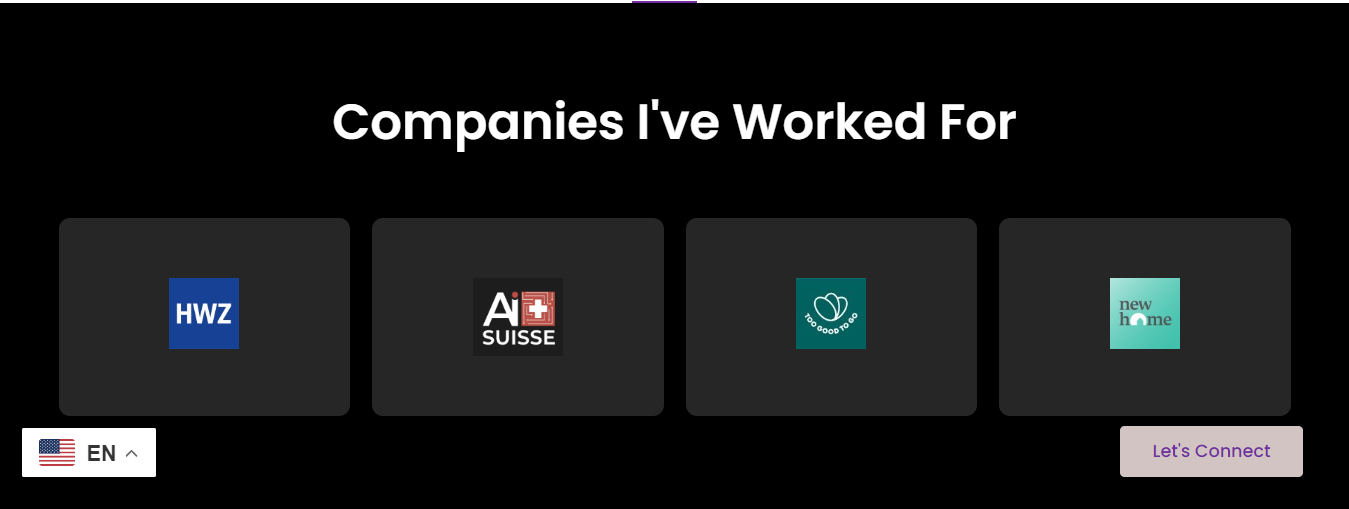 Companies I've Worked For
HWZ
Ai
SUISSE
TOO GOOD TO GO
new
home
EN
Let's Connect